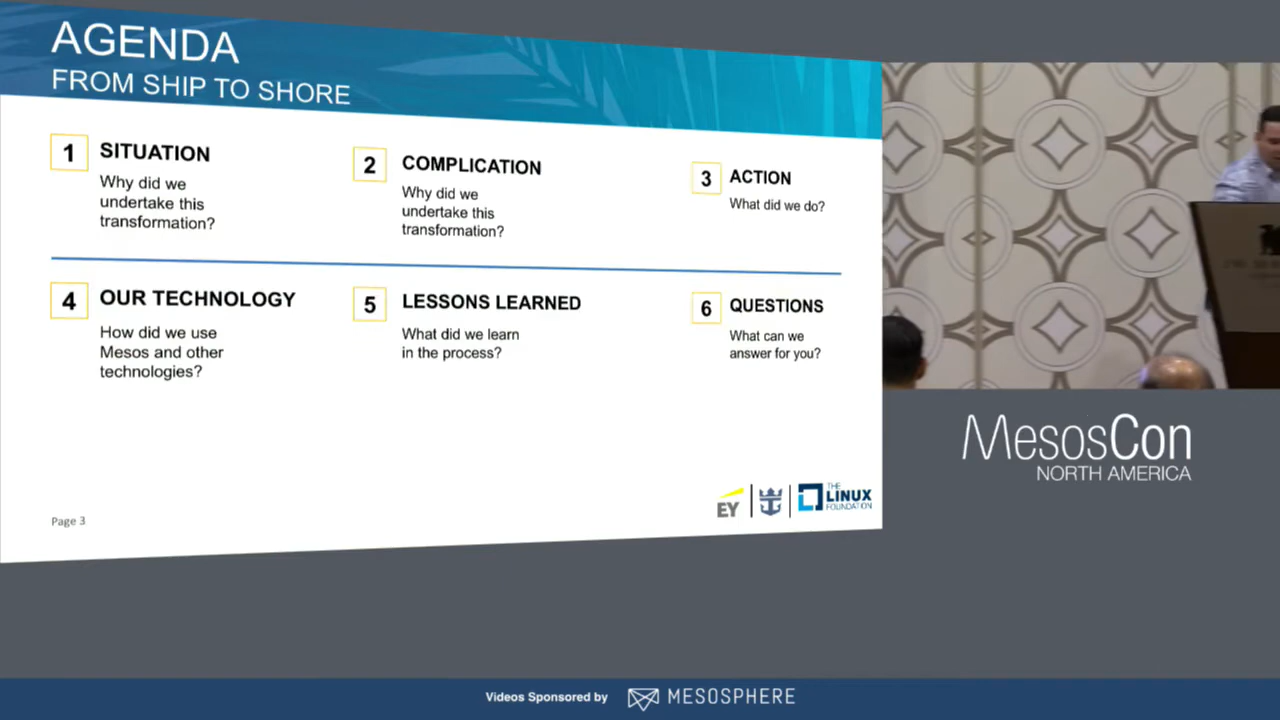 AGENDA
FROM SHIP TO SHORE
1
SITUATION
Why did we
undertake this
transformation?
2
COMPLICATION
Why did we
undertake this
transformation?
3
ACTION
What did we do?
4
OUR TECHNOLOGY
How did we use
Mesos and other
technologies?
5
LESSONS LEARNED
What did we learn
in the process?
6
QUESTIONS
What can we
answer for you?
Page 3
EY
THE
LINUX
FOUNDATION
MesosCon
NORTH AMERICA
Videos Sponsored by
MESOSPHERE